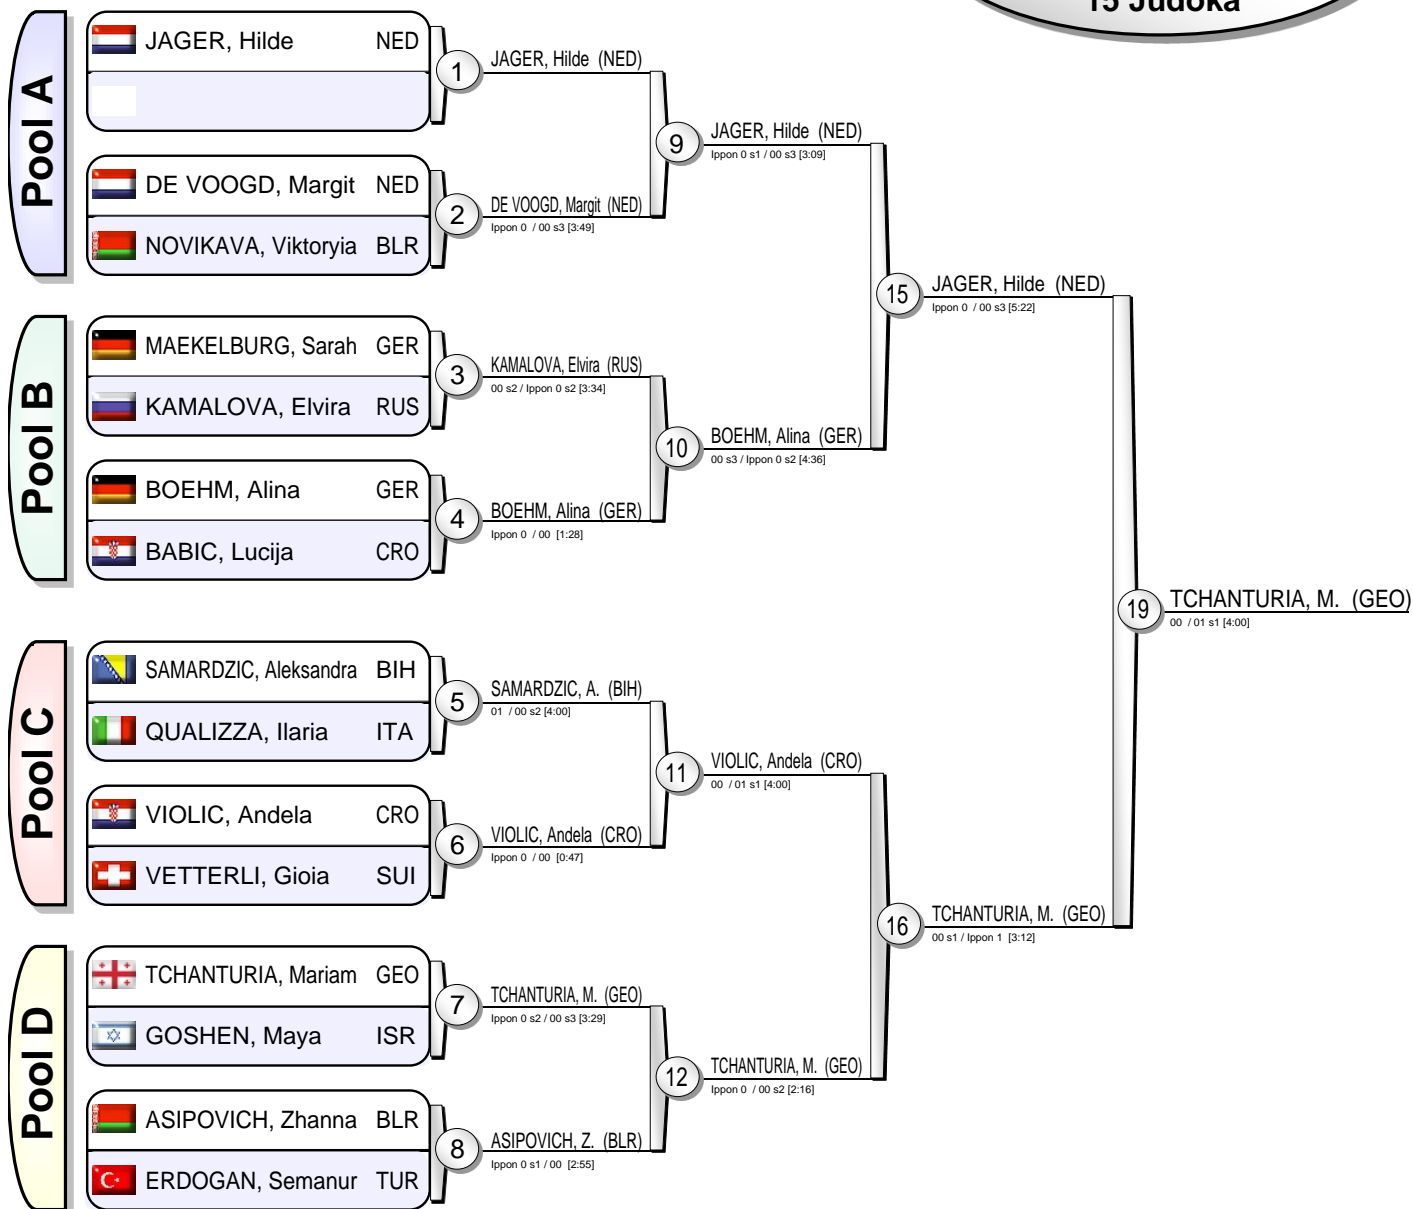 15 Judoka
Pool A
JAGER, Hilde NED
DE VOOGD, Margit NED
NOVIKAVA, Viktoryia BLR
Pool B
MAEKELBURG, Sarah GER
KAMALOVA, Elvira RUS
BOEHM, Alina GER
BABIC, Lucija CRO
Pool C
SAMARDZIC, Aleksandra BIH
QUALIZZA, Ilaria ITA
VIOLIC, Andela CRO
VETTERLI, Gioia SUI
Pool D
TCHANTURIA, Mariam GEO
GOSHEN, Maya ISR
ASIPOVICH, Zhanna BLR
ERDOGAN, Semanur TUR
1
JAGER, Hilde (NED)
2
DE VOOGD, Margit (NED)
Ippon 0 / 00 s3 [3:49]
3
KAMALOVA, Elvira (RUS)
00 s2 / Ippon 0 s2 [3:34]
4
BOEHM, Alina (GER)
Ippon 0 / 00 [1:28]
5
SAMARDZIC, A. (BIH)
01 / 00 s2 [4:00]
6
VIOLIC, Andela (CRO)
Ippon 0 / 00 [0:47]
7
TCHANTURIA, M. (GEO)
Ippon 0 s2 / 00 s3 [3:29]
8
ASIPOVICH, Z. (BLR)
Ippon 0 s1 / 00 [2:55]
9
JAGER, Hilde (NED)
Ippon 0 s1 / 00 s3 [3:09]
10
BOEHM, Alina (GER)
00 s3 / Ippon 0 s2 [4:36]
11
VIOLIC, Andela (CRO)
00 / 01 s1 [4:00]
12
TCHANTURIA, M. (GEO)
Ippon 0 / 00 s2 [2:16]
15
JAGER, Hilde (NED)
Ippon 0 / 00 s3 [5:22]
16
TCHANTURIA, M. (GEO)
00 s1 / Ippon 1 [3:12]
19
TCHANTURIA, M. (GEO)
00 / 01 s1 [4:00]